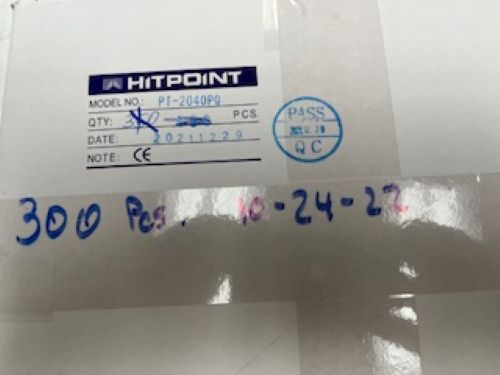 HITPOINT
MODEL NO.: PT-2040PQ
QTY: PCS.
DATE: 20211229
NOTE: CE
PASS
QC
300 Pcs. 10-24-22